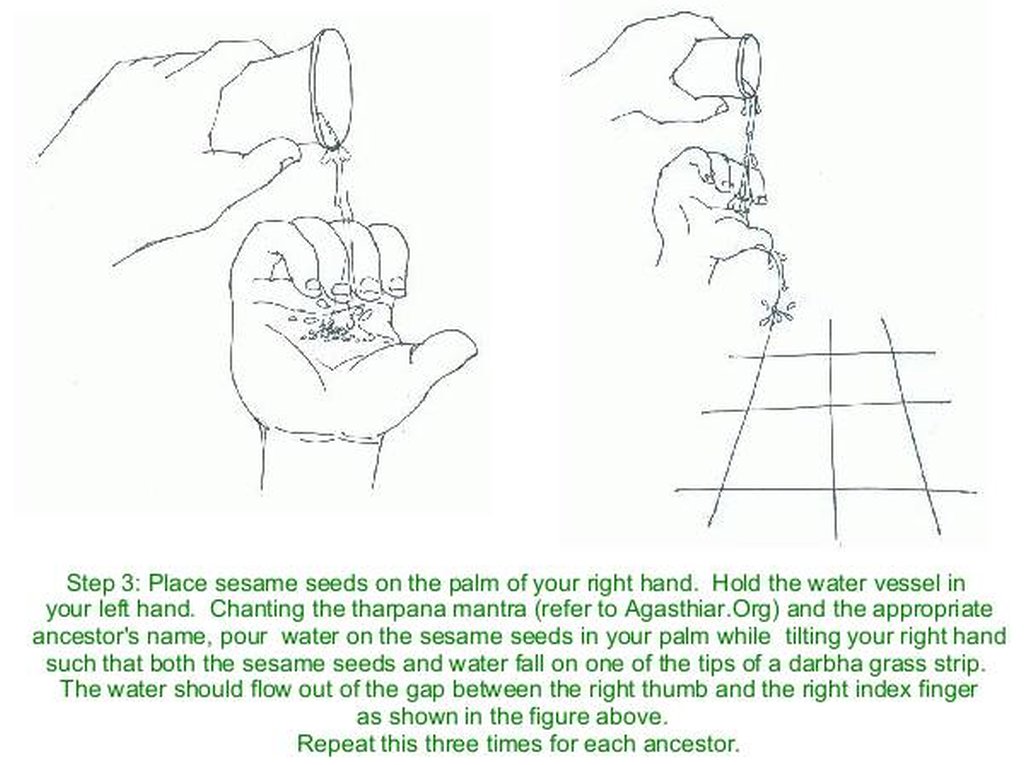 Step 3: Place sesame seeds on the palm of your right hand.  Hold the water vessel in
your left hand.  Chanting the tharpana mantra (refer to Agasthiar.Org) and the appropriate
ancestor's name, pour  water on the sesame seeds in your palm while  tilting your right hand
such that both the sesame seeds and water fall on one of the tips of a darbha grass strip.
The water should flow out of the gap between the right thumb and the right index finger
as shown in the figure above.
Repeat this three times for each ancestor.